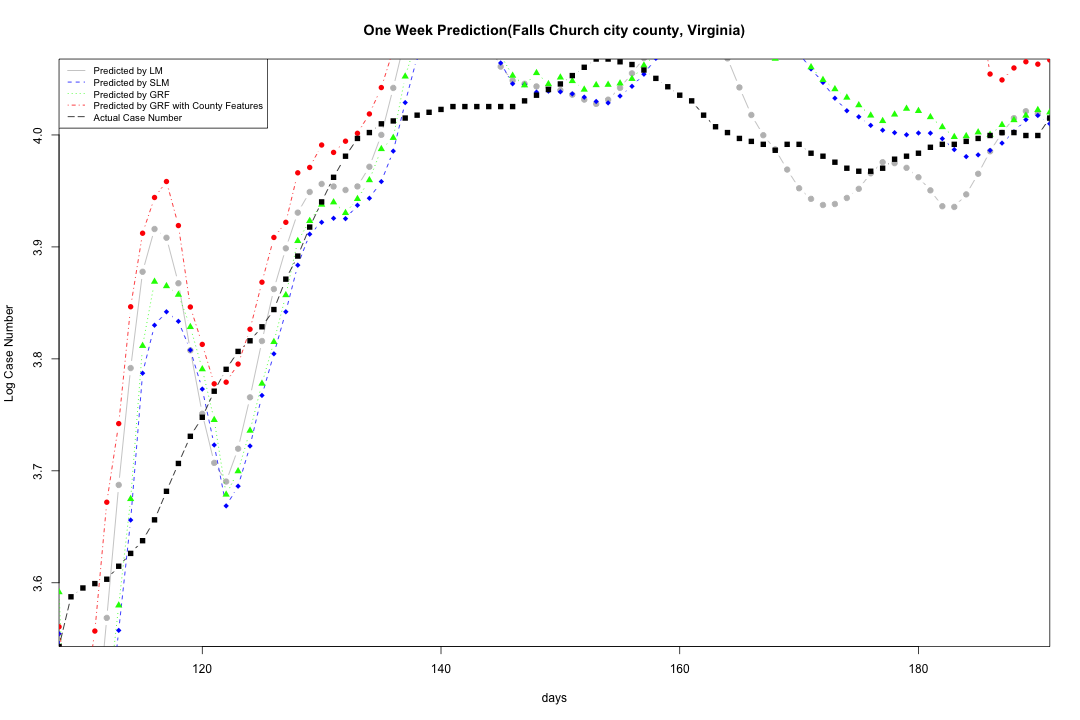 One Week Prediction(Falls Church city county, Virginia)
Predicted by LM
Predicted by SLM
Predicted by GRF
Predicted by GRF with County Features
Actual Case Number
4.0
3.9
3.8
3.7
3.6
Log Case Number
120
140
160
180
days